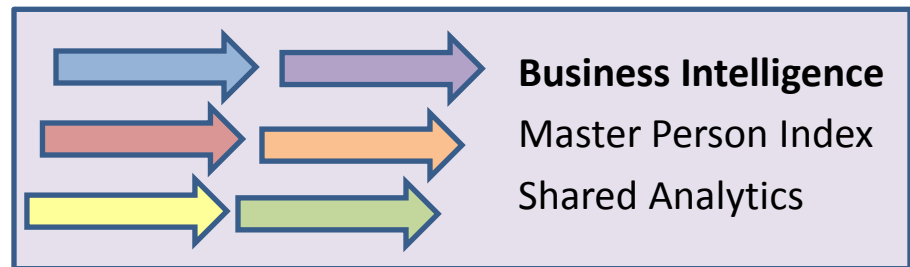 Business Intelligence
Master Person Index
Shared Analytics